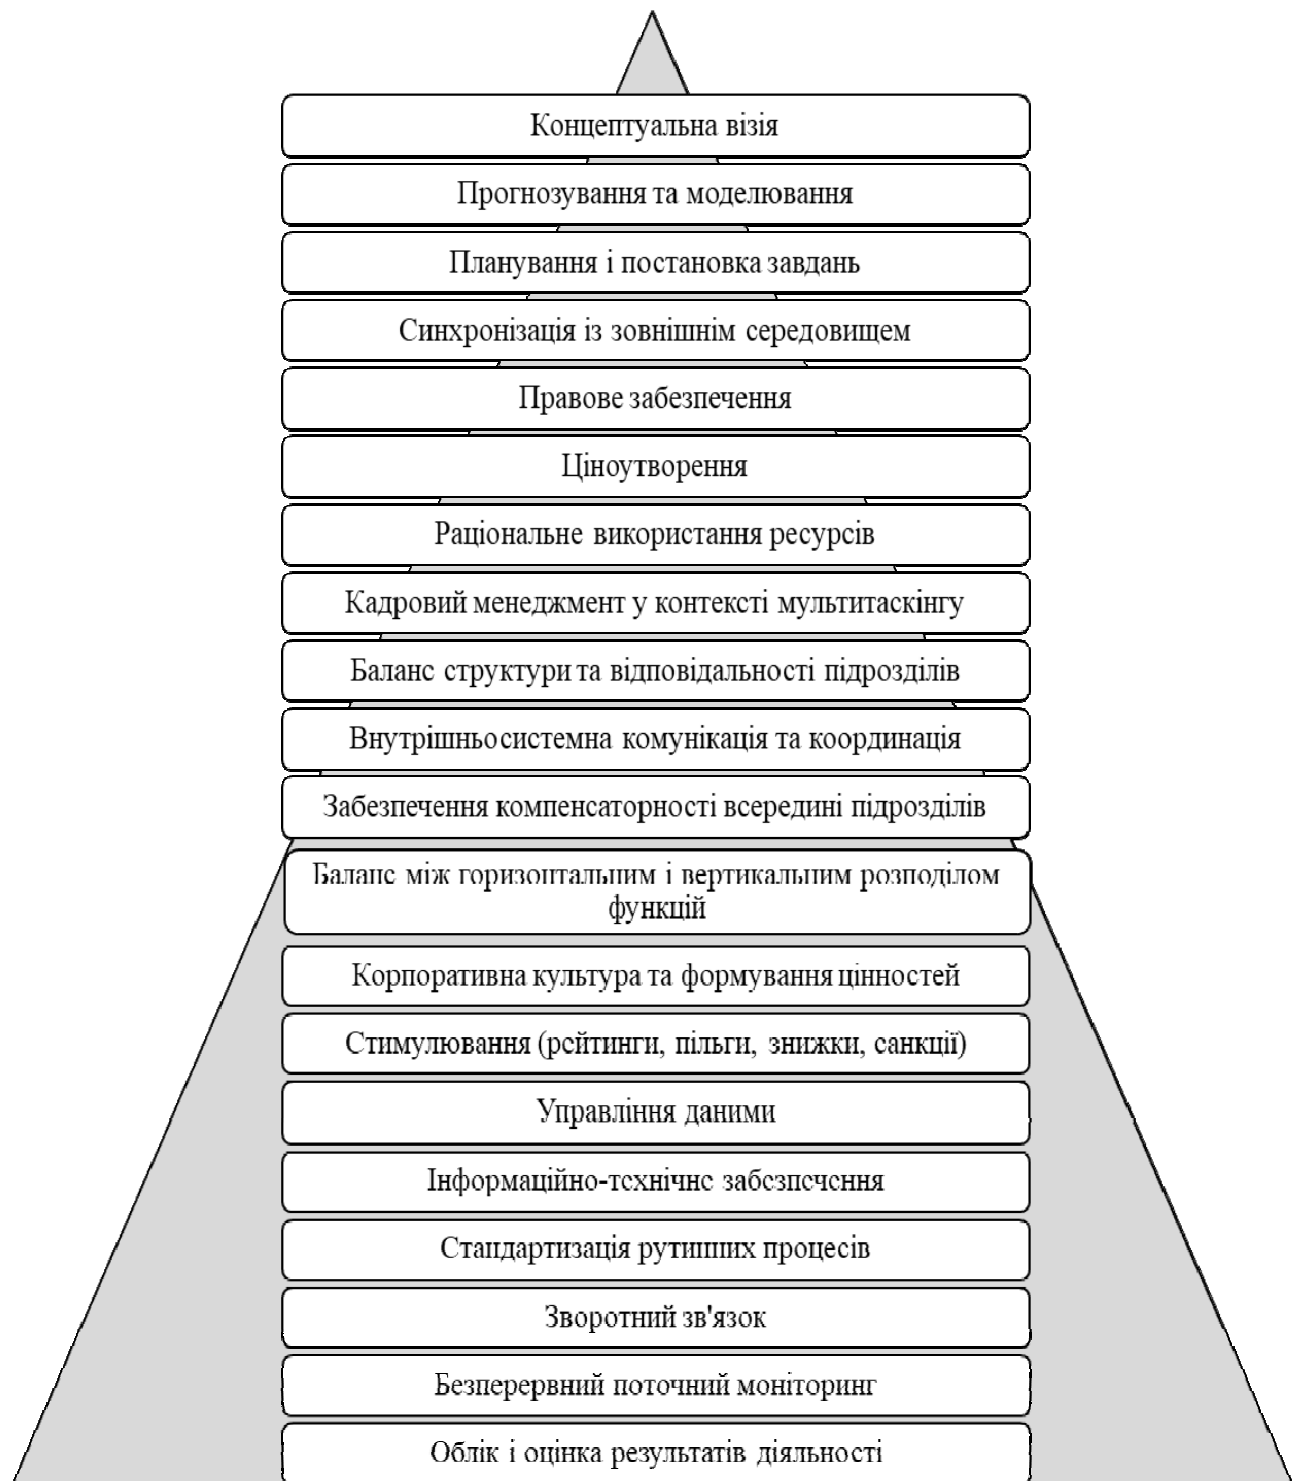 Концептуальна візія
Прогнозування та моделювання
Планування і постановка завдань
Синхронізація із зовнішнім середовищем
Правове забезпечення
Ціноутворення
Раціональне використання ресурсів
Кадровий менеджмент у контексті мультитаскінгу
Баланс структури та відповідальності підрозділів
Внутрішньосистемна комунікація та координація
Забезпечення компенсаторності всередині підрозділів
Баланс між горизонтальним і вертикальним розподілом
функцій
Корпоративна культура та формування цінностей
Стимулювання (рейтинги, пільги, знижки, санкції)
Управління даними
Інформаційно-технічне забезпечення
Стандартизація рутинних процесів
Зворотний зв'язок
Безперервний поточний моніторинг
Облік і оцінка результатів діяльності